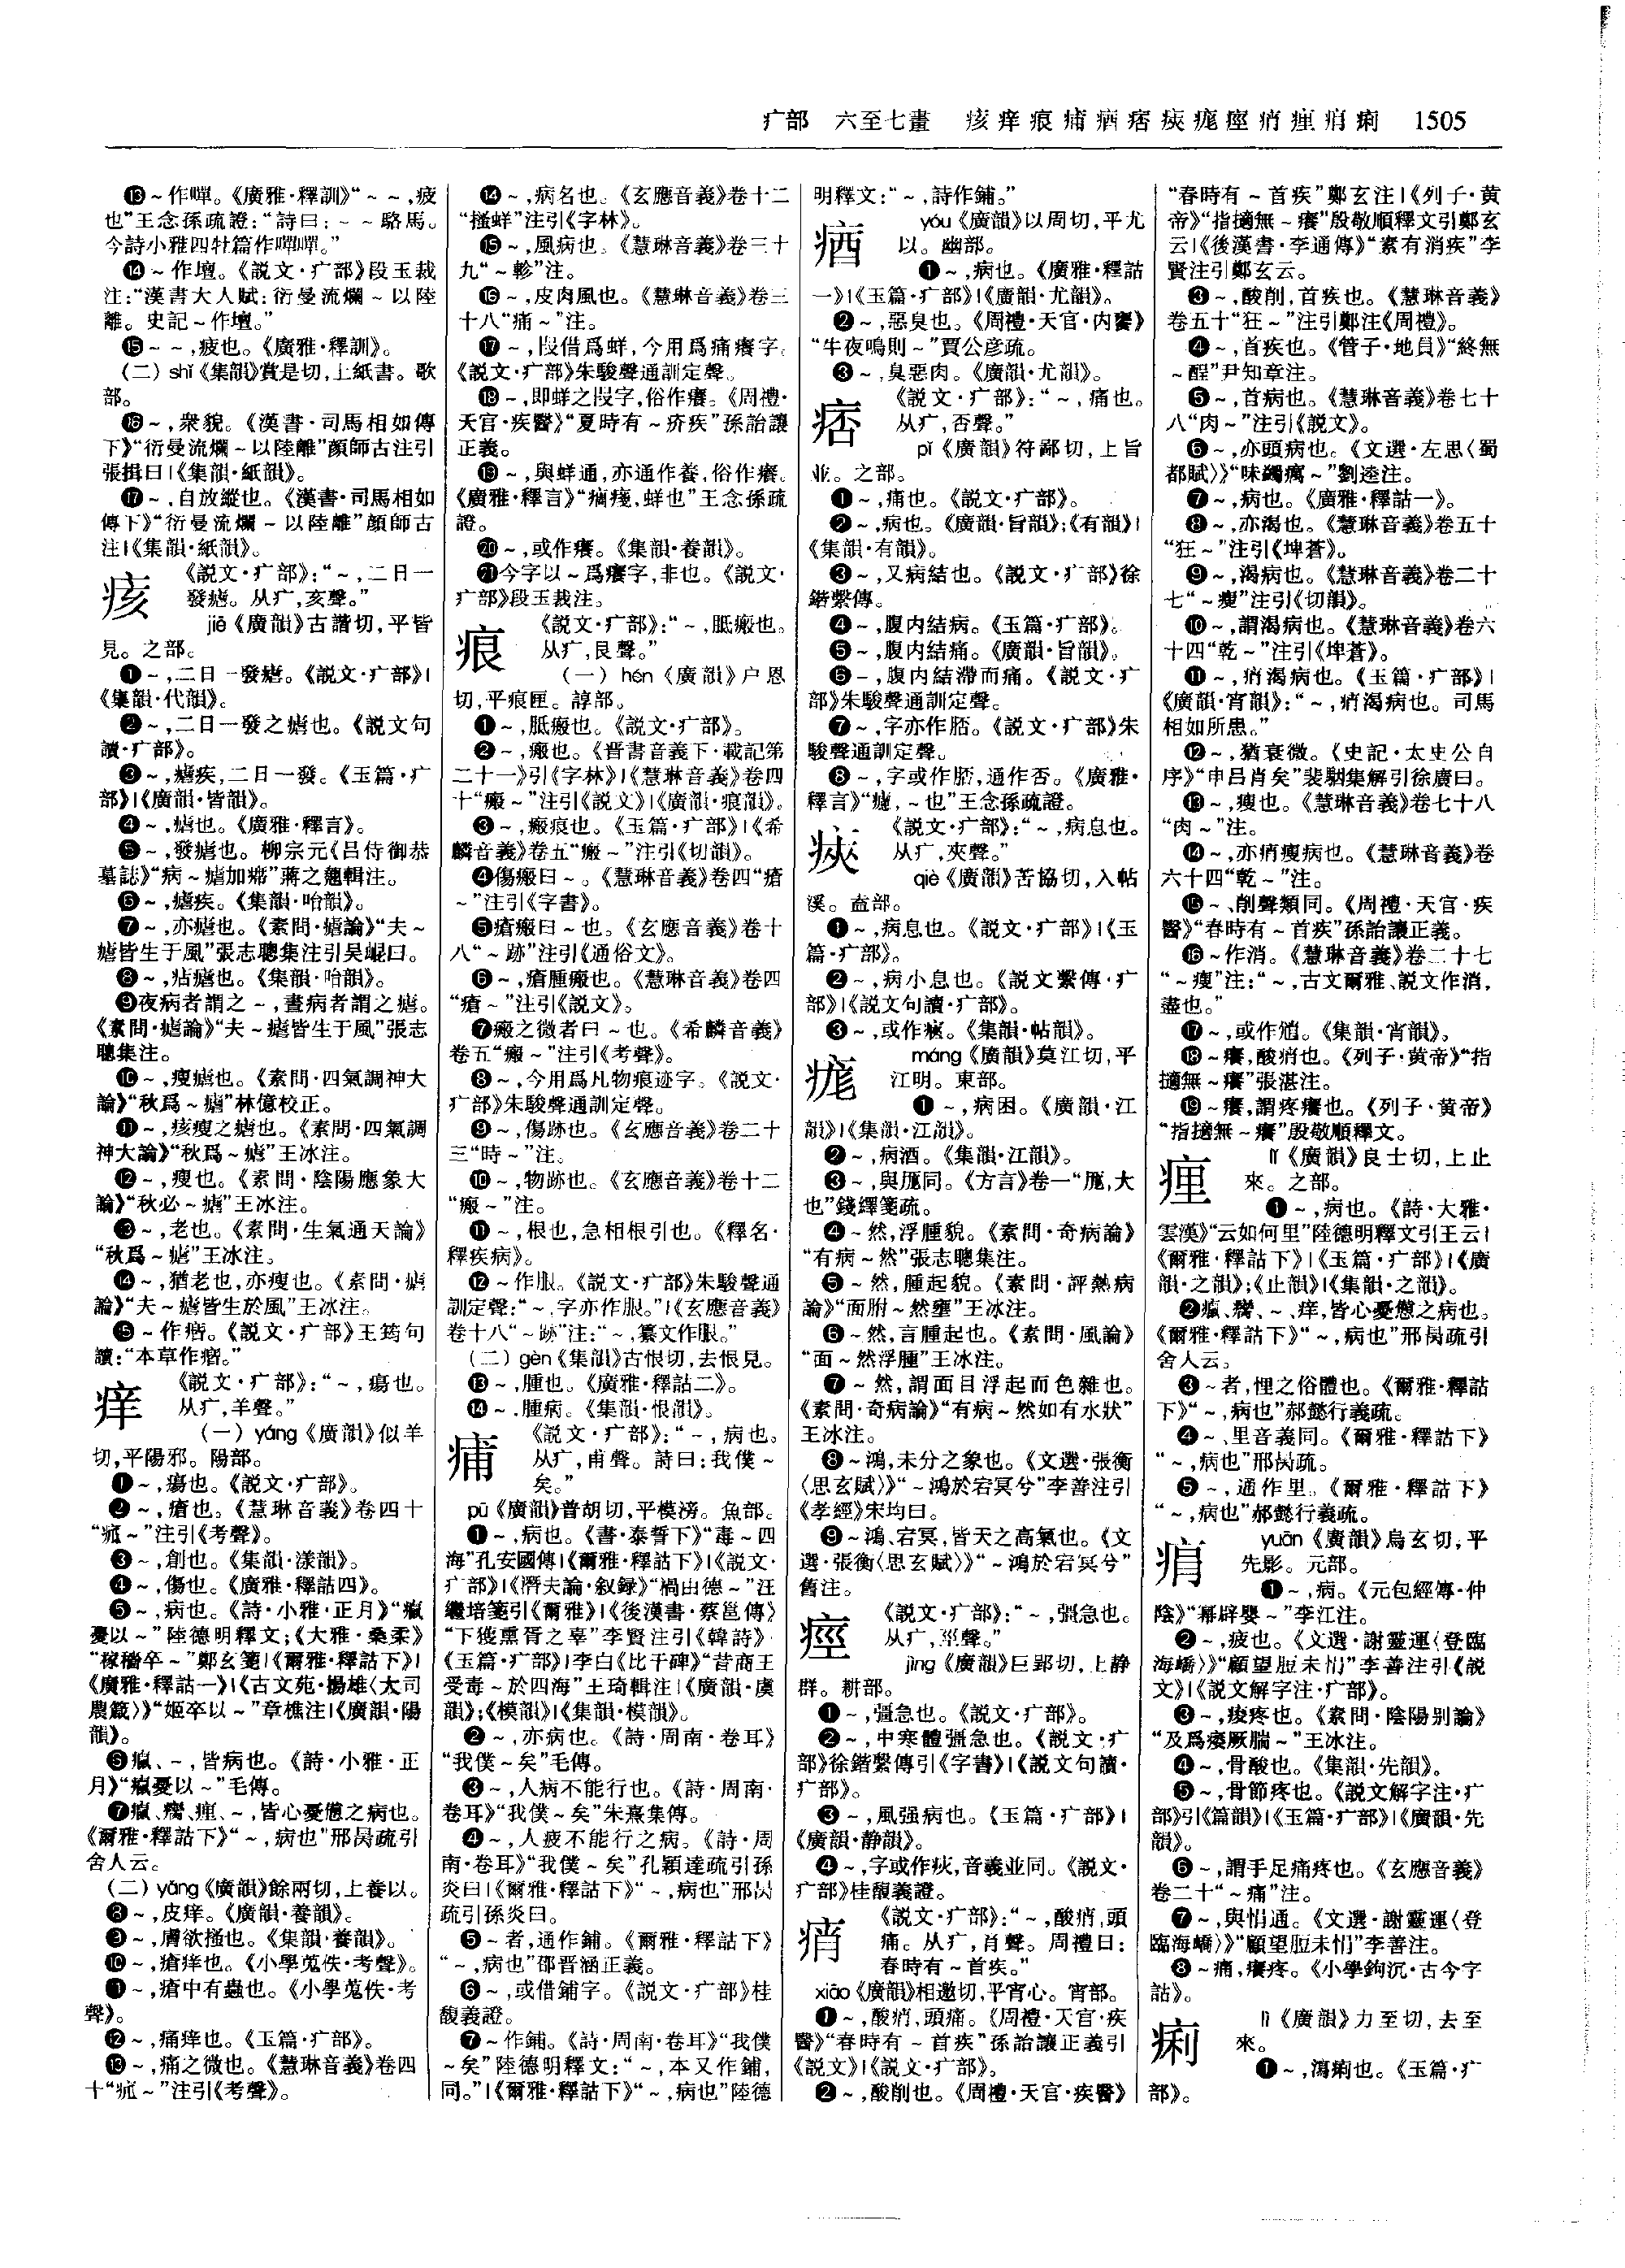 疒部 六至七畫 痎痒痕痡㾞痞㾜痝痙痟㾖痟痢 1505
⓭～作嘽。《廣雅·釋訓》“～～,疲
也”王念孫疏證:“詩曰:～～駱馬。
今詩小雅四牡篇作嘽嘽。”
⓮～作壇。《説文·疒部》段玉裁
注:“漢書大人賦:衍曼流爛～以陸
離。史記～作壇。”
⓯～～,疲也。《廣雅·釋訓》。
(二) shǐ《集韻》賞是切,上紙書。歌
部。
⓰～,衆貌。《漢書·司馬相如傳
下》“衍曼流爛～以陸離”顔師古注引
張揖曰|《集韻·紙韻》。
⓱～,自放縱也。《漢書·司馬相如
傳下》“衍曼流爛～以陸離”顔師古
注|《集韻·紙韻》。
痎
《説文·疒部》:“～,二日一
發瘧。从疒,亥聲。”
jiē《廣韻》古諧切,平皆
見。之部。
❶～,二日一發瘧。《説文·疒部》|
《集韻·代韻》。
❷～,二日一發之瘧也。《説文句
讀·疒部》。
❸～,瘧疾,二日一發。《玉篇·疒
部》|《廣韻·皆韻》。
❹～,瘧也。《廣雅·釋言》。
❺～,發瘧也。柳宗元《吕侍御恭
墓誌》“病～瘧加癤”蔣之翹輯注。
❻～,瘧疾。《集韻·咍韻》。
❼～,亦瘧也。《素問·瘧論》“夫～
瘧皆生于風”張志聰集注引吴崐曰。
❽～,痁瘧也。《集韻·咍韻》。
❾夜病者謂之～,晝病者謂之瘧。
《素問·瘧論》“夫～瘧皆生于風”張志
聰集注。
❿～,瘦瘧也。《素問·四氣調神大
論》“秋爲～瘧”林億校正。
⓫～,痎瘦之瘧也。《素問·四氣調
神大論》“秋爲～瘧”王冰注。
⓬～,瘦也。《素問·陰陽應象大
論》“秋必～瘧”王冰注。
⓭～,老也。《素問·生氣通天論》
“秋爲～瘧”王冰注。
⓮～,猶老也,亦瘦也。《素問·瘧
論》“夫～瘧皆生於風”王冰注。
⓯～作痻。《説文·疒部》王筠句
讀:“本草作痻。”
痒
《説文·疒部》:“～,瘍也。
从疒,羊聲。”
(一) yáng《廣韻》似羊
切,平陽邪。陽部。
❶～,瘍也。《説文·疒部》。
❷～,瘡也。《慧琳音義》卷四十
“疵～”注引《考聲》。
❸～,創也。《集韻·漾韻》。
❹～,傷也。《廣雅·釋詁四》。
❺～,病也。《詩·小雅·正月》“癙
憂以～”陸德明釋文;《大雅·桑柔》
“稼穡卒～”鄭玄箋|《爾雅·釋詁下》|
《廣雅·釋詁一》|《古文苑·揚雄〈大司
農箴〉》“姬卒以～”章樵注|《廣韻·陽
韻》。
❻癙、～,皆病也。《詩·小雅·正
月》“癙憂以～”毛傳。
❼癙、癵、㾖、～,皆心憂憊之病也。
《爾雅·釋詁下》“～,病也”邢昺疏引
舍人云。
(二) yǎng《廣韻》餘兩切,上養以。
❽～,皮痒。《廣韻·養韻》。
❾～,膚欲搔也。《集韻·養韻》。
❿～,瘡痒也。《小學蒐佚·考聲》。
⓫～,瘡中有蟲也。《小學蒐佚·考
聲》。
⓬～,痛痒也。《玉篇·疒部》。
⓭～,痛之微也。《慧琳音義》卷四
十“疵～”注引《考聲》。
⓮～,病名也。《玄應音義》卷十二
“搔蛘”注引《字林》。
⓯～,風病也。《慧琳音義》卷三十
九“～軫”注。
⓰～,皮肉風也。《慧琳音義》卷三
十八“痛～”注。
⓱～,叚借爲蛘,今用爲痛癢字。
《説文·疒部》朱駿聲通訓定聲。
⓲～,即蛘之叚字,俗作癢。《周禮·
天官·疾醫》“夏時有～疥疾”孫詒讓
正義。
⓳～,與蛘通,亦通作養,俗作癢。
《廣雅·釋言》“㾕㾪,蛘也”王念孫疏
證。
⓴～,或作癢。《集韻·養韻》。
㉑今字以～爲癢字,非也。《説文·
疒部》段玉裁注。
痕
《説文·疒部》:“～,胝瘢也。
从疒,艮聲。”
(一) hén《廣韻》户恩
切,平痕匣。諄部。
❶～,胝瘢也。《説文·疒部》。
❷～,瘢也。《晋書音義下·載記第
二十一》引《字林》|《慧琳音義》卷四
十“瘢～”注引《説文》|《廣韻·痕韻》。
❸～,瘢痕也。《玉篇·疒部》|《希
麟音義》卷五“瘢～”注引《切韻》。
❹傷瘢曰～。《慧琳音義》卷四“瘡
～”注引《字書》。
❺瘡瘢曰～也。《玄應音義》卷十
八“～跡”注引《通俗文》。
❻～,瘡腫瘢也。《慧琳音義》卷四
“瘡～”注引《説文》。
❼瘢之微者曰～也。《希麟音義》
卷五“瘢～”注引《考聲》。
❽～,今用爲凡物痕迹字。《説文·
疒部》朱駿聲通訓定聲。
❾～,傷跡也。《玄應音義》卷二十
三“時～”注。
❿～,物跡也。《玄應音義》卷十二
“瘢～”注。
⓫～,根也,急相根引也。《釋名·
釋疾病》。
⓬～作䏰。《説文·疒部》朱駿聲通
訓定聲:“～,字亦作䏰。”|《玄應音義》
卷十八“～跡”注:“～,纂文作䏰。”
(二) gèn《集韻》古恨切,去恨見。
⓭～,腫也。《廣雅·釋詁二》。
⓮～,腫病。《集韻·恨韻》。
痡
《説文·疒部》:“～,病也。
从疒,甫聲。詩曰:我僕～
矣。”
pū《廣韻》普胡切,平模滂。魚部。
❶～,病也。《書·泰誓下》“毒～四
海”孔安國傳|《爾雅·釋詁下》|《説文·
疒部》|《潛夫論·叙録》“禍由德～”汪
繼培箋引《爾雅》|《後漢書·蔡邕傳》
“下獲熏胥之辜”李賢注引《韓詩》|
《玉篇·疒部》|李白《比干碑》“昔商王
受毒～於四海”王琦輯注|《廣韻·虞
韻》;《模韻》|《集韻·模韻》。
❷～,亦病也。《詩·周南·卷耳》
“我僕～矣”毛傳。
❸～,人病不能行也。《詩·周南·
卷耳》“我僕～矣”朱熹集傳。
❹～,人疲不能行之病。《詩·周
南·卷耳》“我僕～矣”孔穎達疏引孫
炎曰|《爾雅·釋詁下》“～,病也”邢昺
疏引孫炎曰。
❺～者,通作鋪。《爾雅·釋詁下》
“～,病也”邵晋涵正義。
❻～,或借鋪字。《説文·疒部》桂
馥義證。
❼～作鋪。《詩·周南·卷耳》“我僕
～矣”陸德明釋文:“～,本又作鋪,
同。”|《爾雅·釋詁下》“～,病也”陸德
明釋文:“～,詩作鋪。”
㾞
yóu《廣韻》以周切,平尤
以。幽部。
❶～,病也。《廣雅·釋詁
一》|《玉篇·疒部》|《廣韻·尤韻》。
❷～,惡臭也。《周禮·天官·内饔》
“牛夜鳴則～”賈公彦疏。
❸～,臭惡肉。《廣韻·尤韻》。
痞
《説文·疒部》:“～,痛也。
从疒,否聲。”
pǐ《廣韻》符鄙切,上旨
並。之部。
❶～,痛也。《説文·疒部》。
❷～,病也。《廣韻·旨韻》;《有韻》|
《集韻·有韻》。
❸～,又病結也。《説文·疒部》徐
鍇繫傳。
❹～,腹内結病。《玉篇·疒部》。
❺～,腹内結痛。《廣韻·旨韻》。
❻～,腹内結滯而痛。《説文·疒
部》朱駿聲通訓定聲。
❼～,字亦作脴。《説文·疒部》朱
駿聲通訓定聲。
❽～,字或作胏,通作否。《廣雅·
釋言》“㿗,～也”王念孫疏證。
㾜
《説文·疒部》:“～,病息也。
从疒,夾聲。”
qiè《廣韻》苦協切,入帖
溪。盍部。
❶～,病息也。《説文·疒部》|《玉
篇·疒部》。
❷～,病小息也。《説文繫傳·疒
部》|《説文句讀·疒部》。
❸～,或作瘱。《集韻·帖韻》。
痝
máng《廣韻》莫江切,平
江明。東部。
❶～,病困。《廣韻·江
韻》|《集韻·江韻》。
❷～,病酒。《集韻·江韻》。
❸～,與厖同。《方言》卷一“厖,大
也”錢繹箋疏。
❹～然,浮腫貌。《素問·奇病論》
“有病～然”張志聰集注。
❺～然,腫起貌。《素問·評熱病
論》“面胕～然壅”王冰注。
❻～然,言腫起也。《素問·風論》
“面～然浮腫”王冰注。
❼～然,謂面目浮起而色雜也。
《素問·奇病論》“有病～然如有水狀”
王冰注。
❽～鴻,未分之象也。《文選·張衡
〈思玄賦〉》“～鴻於宕冥兮”李善注引
《孝經》宋均曰。
❾～鴻、宕冥,皆天之高氣也。《文
選·張衡〈思玄賦〉》“～鴻於宕冥兮”
舊注。
痙
《説文·疒部》:“～,彊急也。
从疒,巠聲。”
jìng《廣韻》巨郢切,上静
群。耕部。
❶～,彊急也。《説文·疒部》。
❷～,中寒體彊急也。《説文·疒
部》徐鍇繫傳引《字書》|《説文句讀·
疒部》。
❸～,風强病也。《玉篇·疒部》|
《廣韻·静韻》。
❹～,字或作㽸,音義並同。《説文·
疒部》桂馥義證。
痟
《説文·疒部》:“～,酸痟,頭
痛。从疒,肖聲。周禮曰:
春時有～首疾。”
xiāo《廣韻》相邀切,平宵心。宵部。
❶～,酸痟,頭痛。《周禮·天官·疾
醫》“春時有～首疾”孫詒讓正義引
《説文》|《説文·疒部》。
❷～,酸削也。《周禮·天官·疾醫》
“春時有～首疾”鄭玄注|《列子·黄
帝》“指擿無～癢”殷敬順釋文引鄭玄
云|《後漢書·李通傳》“素有消疾”李
賢注引鄭玄云。
❸～,酸削,首疾也。《慧琳音義》
卷五十“狂～”注引鄭注《周禮》。
❹～,首疾也。《管子·地員》“終無
～酲”尹知章注。
❺～,首病也。《慧琳音義》卷七十
八“肉～”注引《説文》。
❻～,亦頭病也。《文選·左思〈蜀
都賦〉》“味蠲癘～”劉逵注。
❼～,病也。《廣雅·釋詁一》。
❽～,亦渴也。《慧琳音義》卷五十
“狂～”注引《埤蒼》。
❾～,渴病也。《慧琳音義》卷二十
七“～瘦”注引《切韻》。
❿～,謂渴病也。《慧琳音義》卷六
十四“乾～”注引《埤蒼》。
⓫～,痟渴病也。《玉篇·疒部》|
《廣韻·宵韻》:“～,痟渴病也。司馬
相如所患。”
⓬～,猶衰微。《史記·太史公自
序》“申吕肖矣”裴駰集解引徐廣曰。
⓭～,瘦也。《慧琳音義》卷七十八
“肉～”注。
⓮～,亦痟瘦病也。《慧琳音義》卷
六十四“乾～”注。
⓯～、削聲類同。《周禮·天官·疾
醫》“春時有～首疾”孫詒讓正義。
⓰～作消。《慧琳音義》卷二十七
“～瘦”注:“～,古文爾雅、説文作消,
盡也。”
⓱～,或作㾵。《集韻·宵韻》。
⓲～癢,酸痟也。《列子·黄帝》“指
擿無～癢”張湛注。
⓳～癢,謂疼癢也。《列子·黄帝》
“指擿無～癢”殷敬順釋文。
㾖
lǐ《廣韻》良士切,上止
來。之部。
❶～,病也。《詩·大雅·
雲漢》“云如何里”陸德明釋文引王云|
《爾雅·釋詁下》|《玉篇·疒部》|《廣
韻·之韻》;《止韻》|《集韻·之韻》。
❷癙、癵、～、痒,皆心憂憊之病也。
《爾雅·釋詁下》“～,病也”邢昺疏引
舍人云。
❸～者,悝之俗體也。《爾雅·釋詁
下》“～,病也”郝懿行義疏。
❹～、里音義同。《爾雅·釋詁下》
“～,病也”邢昺疏。
❺～,通作里。《爾雅·釋詁下》
“～,病也”郝懿行義疏。
痟
yuān《廣韻》烏玄切,平
先影。元部。
❶～,病。《元包經傳·仲
陰》“冪辟嬰～”李江注。
❷～,疲也。《文選·謝靈運〈登臨
海嶠〉》“顧望脰未悁”李善注引《説
文》|《説文解字注·疒部》。
❸～,痠疼也。《素問·陰陽别論》
“及爲痿厥腨～”王冰注。
❹～,骨酸也。《集韻·先韻》。
❺～,骨節疼也。《説文解字注·疒
部》引《篇韻》|《玉篇·疒部》|《廣韻·先
韻》。
❻～,謂手足痛疼也。《玄應音義》
卷二十“～痛”注。
❼～,與悁通。《文選·謝靈運〈登
臨海嶠〉》“顧望脰未悁”李善注。
❽～痛,癢疼。《小學鉤沉·古今字
詁》。
痢
lì《廣韻》力至切,去至
來。
❶～,瀉痢也。《玉篇·疒
部》。